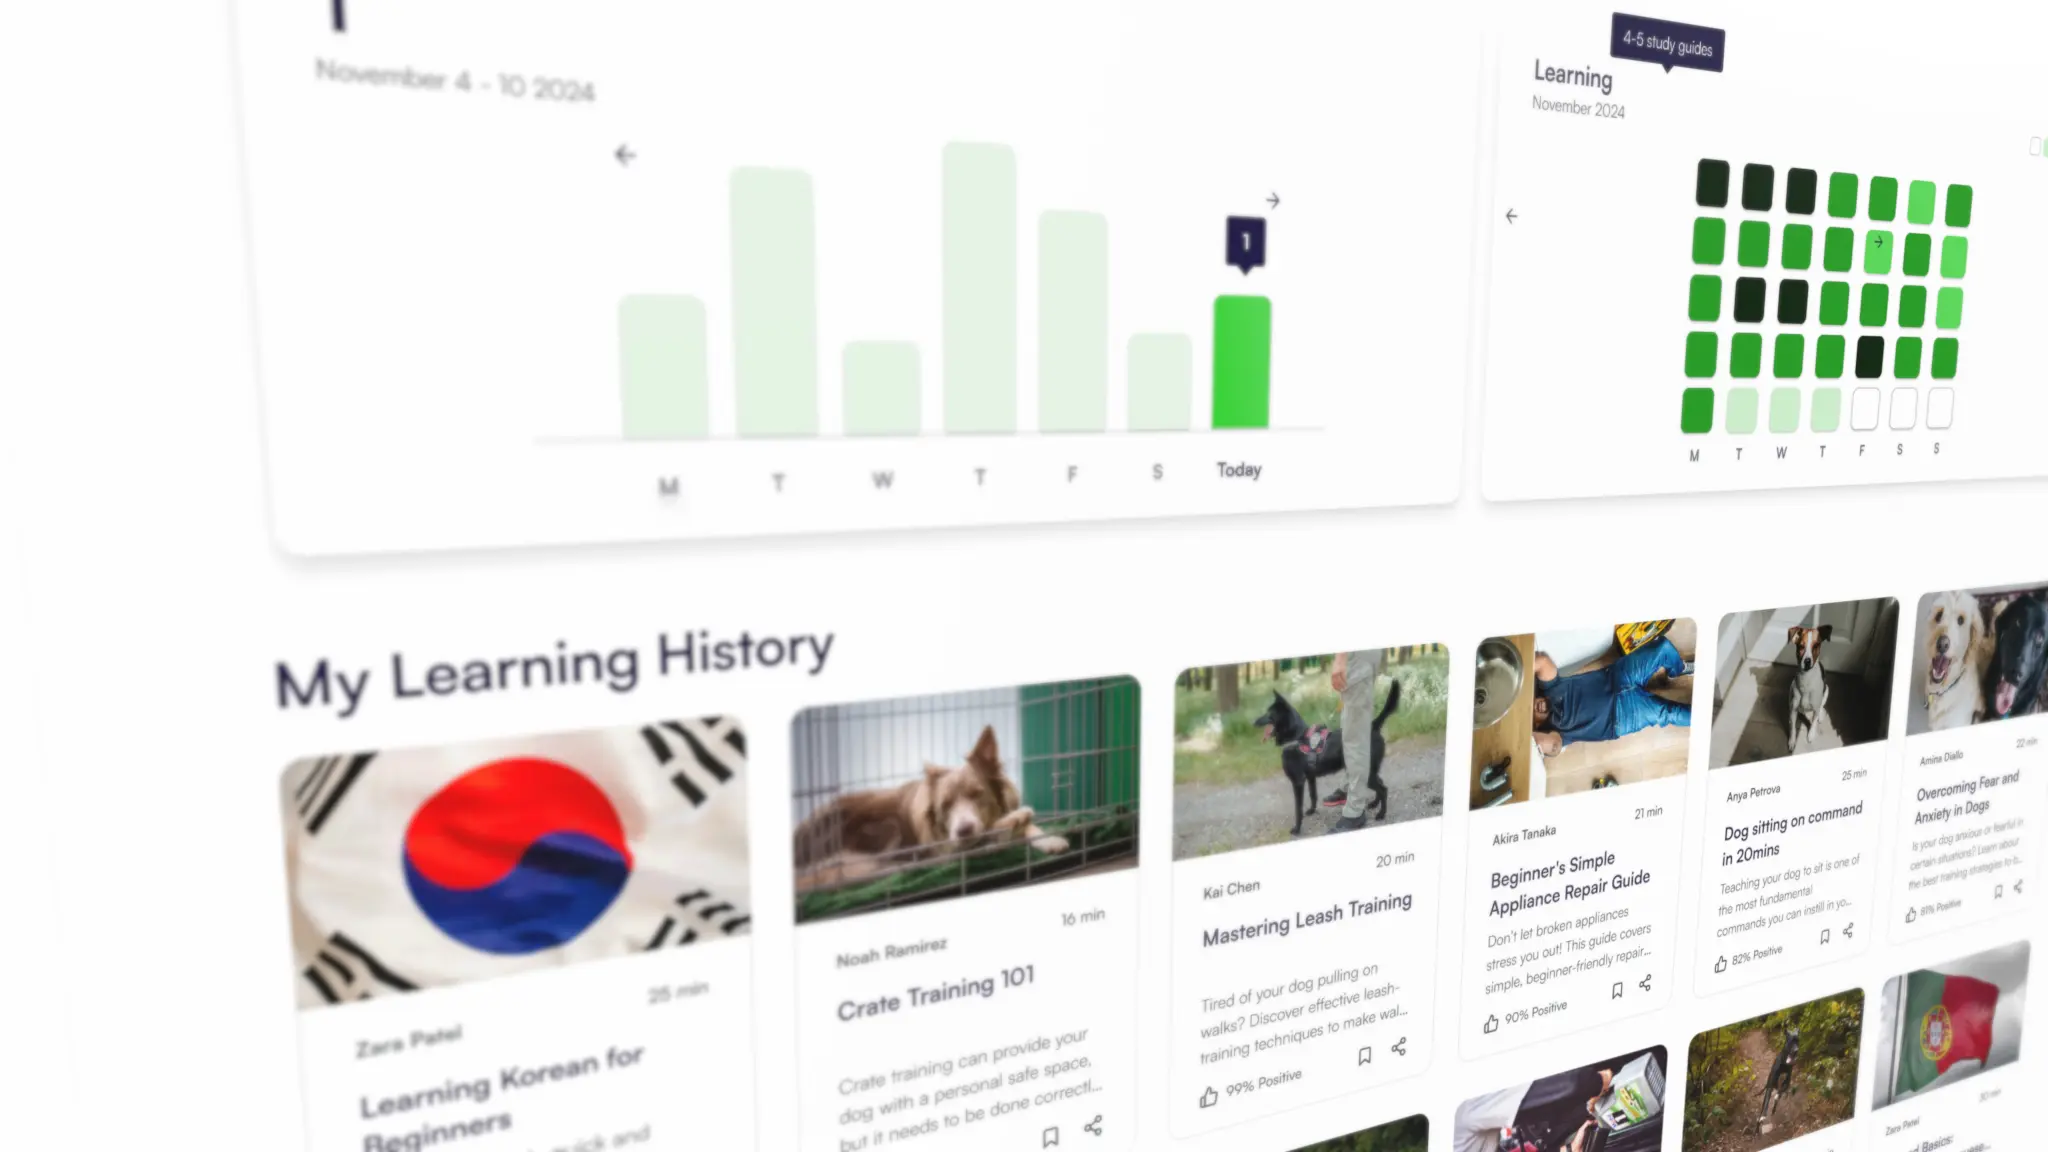 November 4 - 10 2024
1
M T W T F S Today
4-5 study guides
Learning
November 2024
M T W T F S S
My Learning History
25 min
Zara Patel
Learning Korean for
Beginners
quick and
16 min
Noah Ramirez
Crate Training 101
Crate training can provide your
dog with a personal safe space,
but it needs to be done correctl...
20 min
Kai Chen
Mastering Leash Training
Tired of your dog pulling on
walks? Discover effective leash-
training techniques to make wal...
99% Positive
21 min
Akira Tanaka
Beginner's Simple
Appliance Repair Guide
Don't let broken appliances
stress you out! This guide covers
simple, beginner-friendly repair...
90% Positive
25 min
Anya Petrova
Dog sitting on command
in 20mins
Teaching your dog to sit is one of
the most fundamental
commands you can instill in yo...
82% Positive
22 min
Amina Diallo
Overcoming Fear and
Anxiety in Dogs
Is your dog anxious or fearful in
certain situations? Learn about
the best training strategies to b...
81% Positive
Zara Patel
Basics: